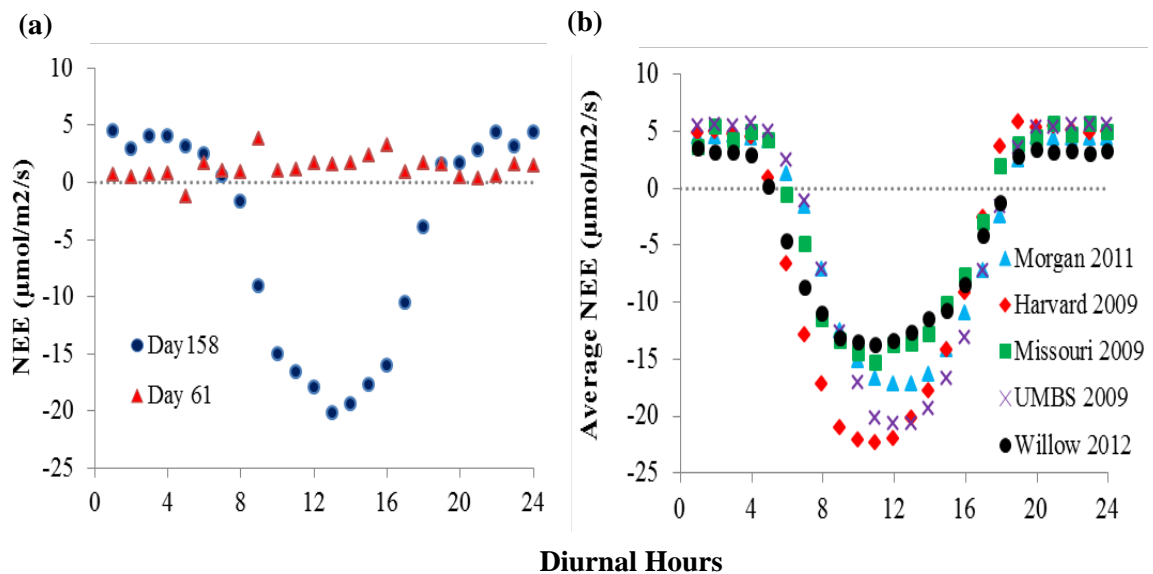 (a)
NEE (µmol/m2/s)
10
5
0
-5
-10
-15
-20
-25
0 4 8 12 16 20 24
Day 158
Day 61
(b)
Average NEE (µmol/m2/s)
10
5
0
-5
-10
-15
-20
-25
0 4 8 12 16 20 24
Morgan 2011
Harvard 2009
Missouri 2009
UMBS 2009
Willow 2012
Diurnal Hours